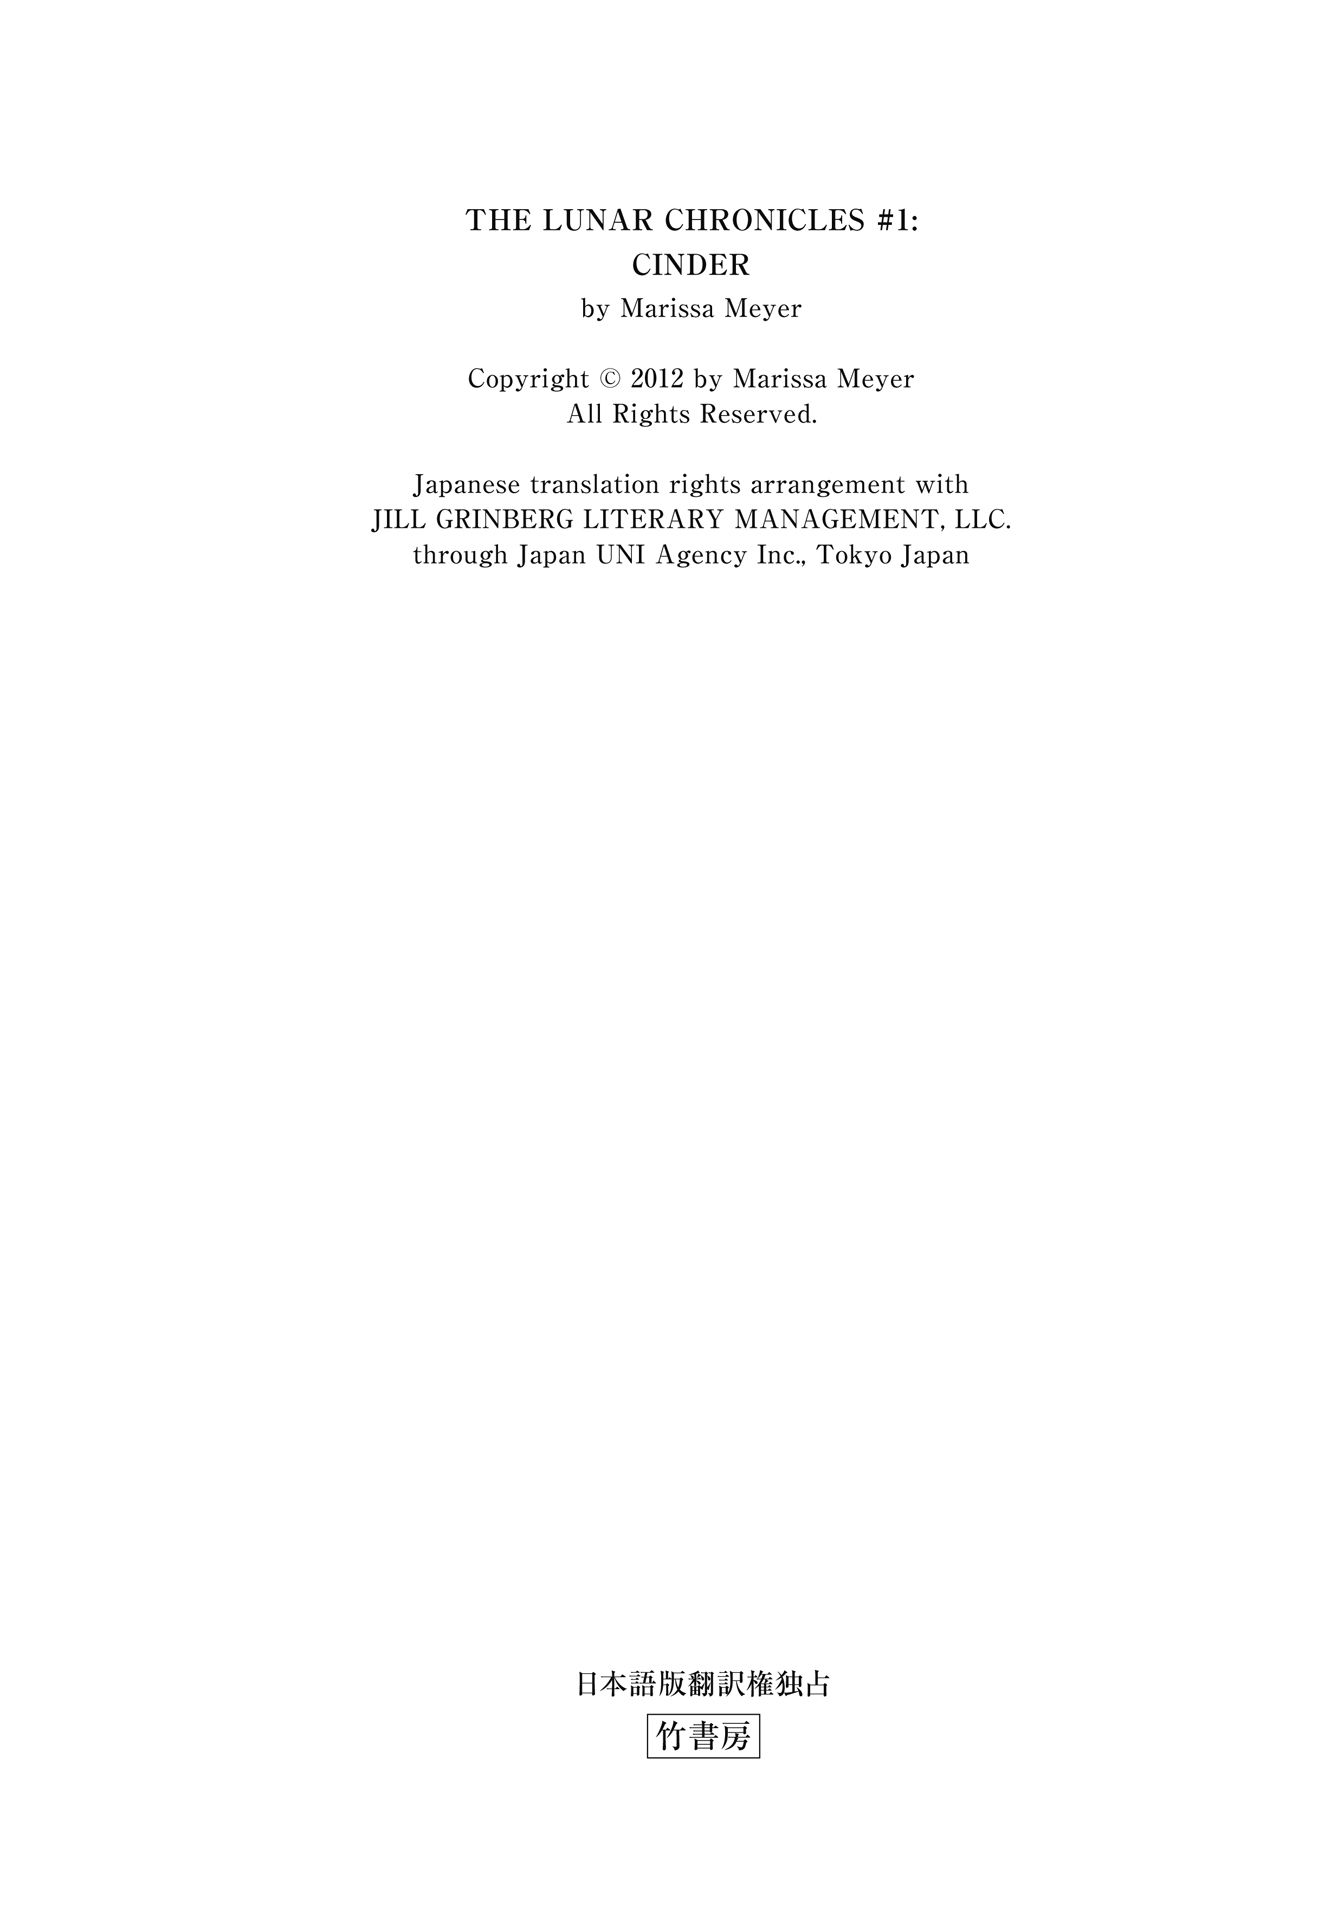 THE LUNAR CHRONICLES #1:
CINDER
by Marissa Meyer
Copyright © 2012 by Marissa Meyer
All Rights Reserved.
Japanese translation rights arrangement with
JILL GRINBERG LITERARY MANAGEMENT, LLC.
through Japan UNI Agency Inc., Tokyo Japan
日本語版翻訳権独占
竹書房